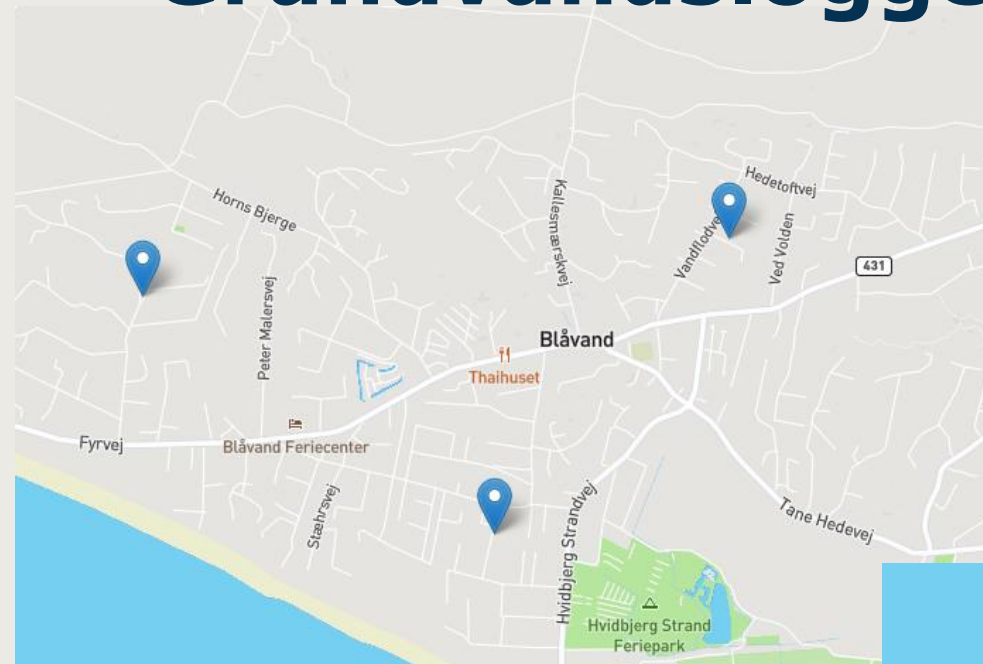 Hedetoftvej
Horns Bjerge
Kallesmærskvej
Vandflodvej
Ved Volden
431
Peter Malersvej
Blåvand
Thaihuset
Fyrvej
Blåvand Feriecenter
Stæhrsvej
Hvidbjerg Strandvej
Tane Hedevej
Hvidbjerg Strand
Feriepark